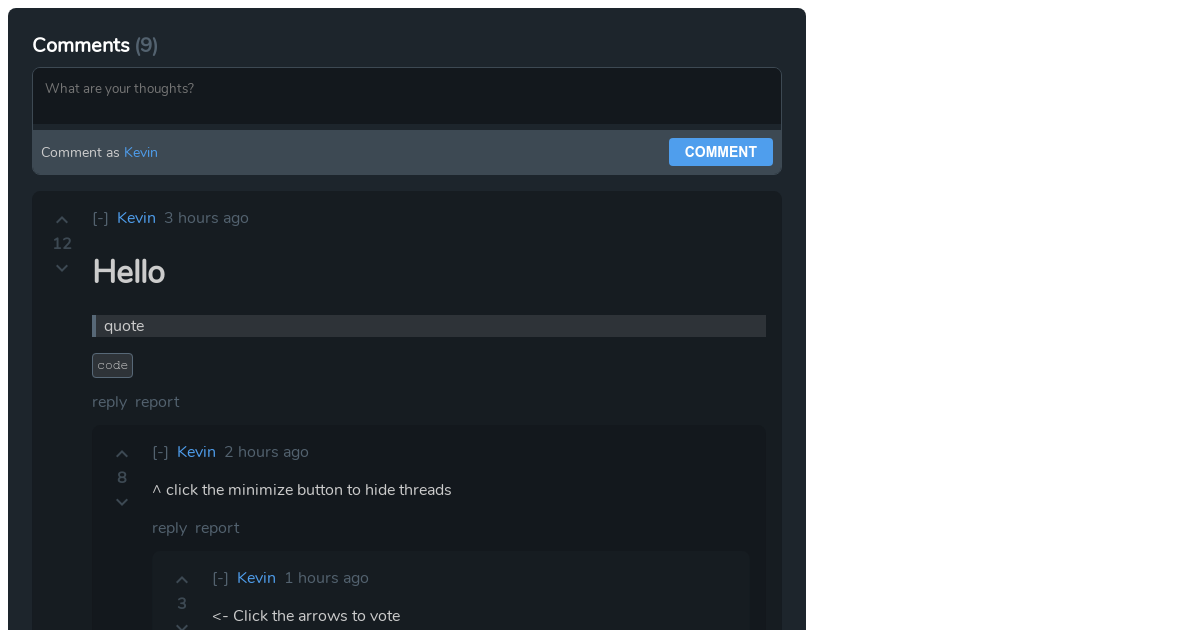 Comments (9)
What are your thoughts?
Comment as Kevin
COMMENT
[-] Kevin 3 hours ago
12
Hello
quote
code
reply report
[-] Kevin 2 hours ago
8
^ click the minimize button to hide threads
reply report
[-] Kevin 1 hours ago
3
<- Click the arrows to vote